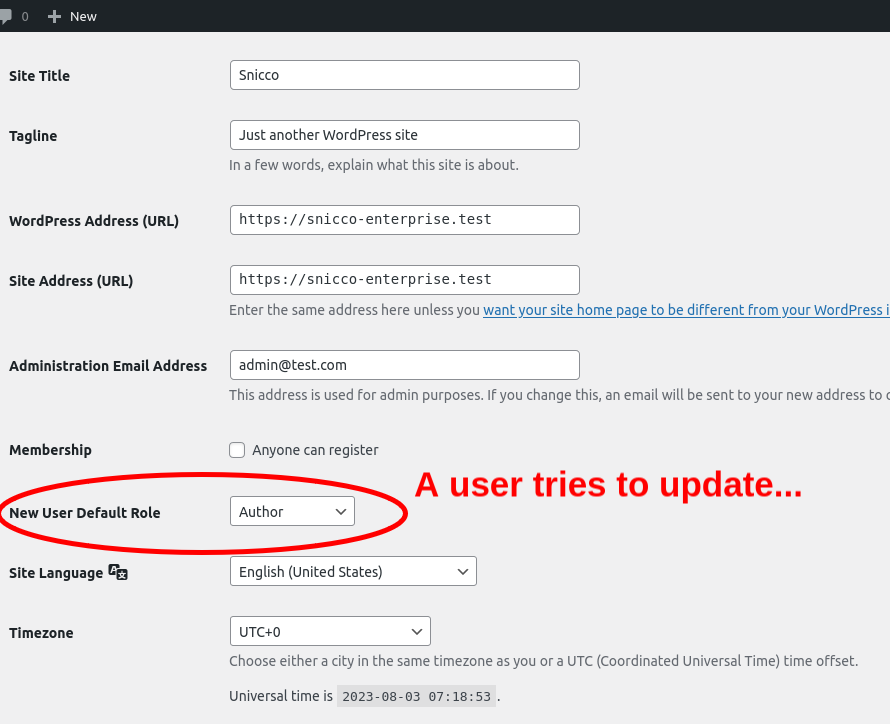 0 New
Site Title Snicco
Tagline Just another WordPress site
In a few words, explain what this site is about.
WordPress Address (URL) https://snicco-enterprise.test
Site Address (URL) https://snicco-enterprise.test
Enter the same address here unless you want your site home page to be different from your WordPress i
Administration Email Address admin@test.com
This address is used for admin purposes. If you change this, an email will be sent to your new address to c
Membership Anyone can register
A user tries to update...
New User Default Role Author
Site Language English (United States)
Timezone UTC+0
Choose either a city in the same timezone as you or a UTC (Coordinated Universal Time) time offset.
Universal time is 2023-08-03 07:18:53 .